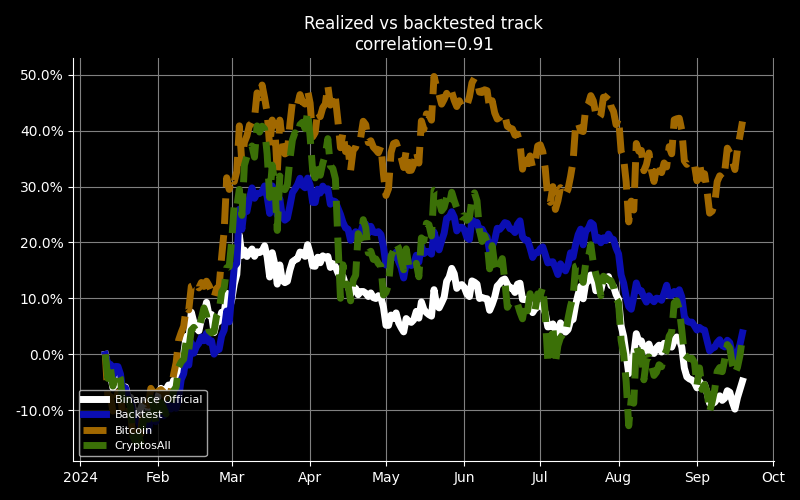 Realized vs backtested track
correlation=0.91
50.0%
40.0%
30.0%
20.0%
10.0%
0.0%
-10.0%
Binance Official
Backtest
Bitcoin
CryptosAll
2024 Feb Mar Apr May Jun Jul Aug Sep Oct